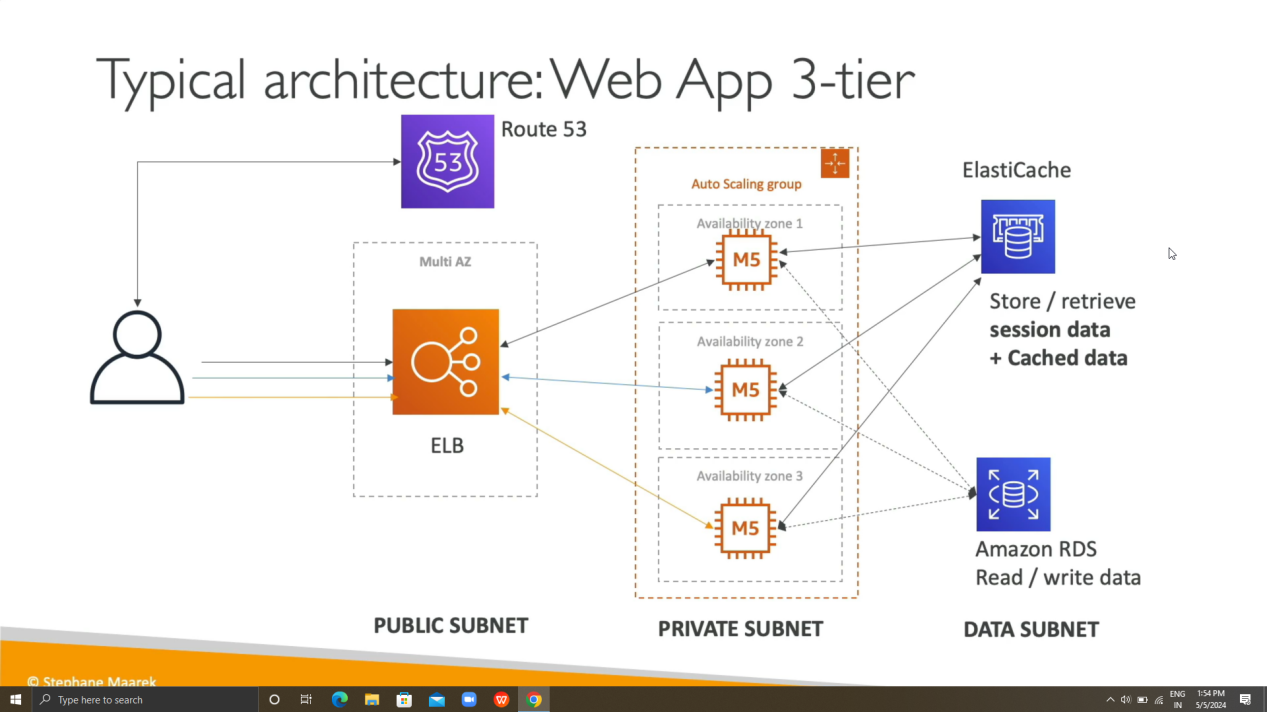 Typical architecture: Web App 3-tier
53
Route 53
Auto Scaling group
ElastiCache
Availability zone 1
M5
Multi AZ
Store / retrieve
session data
+ Cached data
Availability zone 2
M5
ELB
Availability zone 3
M5
Amazon RDS
Read / write data
PUBLIC SUBNET
PRIVATE SUBNET
DATA SUBNET
© Stephane Maarek
Type here to search
W
ENG
IN
1:54 PM
5/5/2024